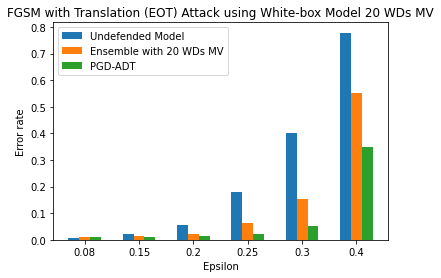 FGSM with Translation (EOT) Attack using White-box Model 20 WDs MV
Undefended Model
Ensemble with 20 WDs MV
PGD-ADT
Error rate
0.8
0.7
0.6
0.5
0.4
0.3
0.2
0.1
0.0
0.08 0.15 0.2 0.25 0.3 0.4
Epsilon